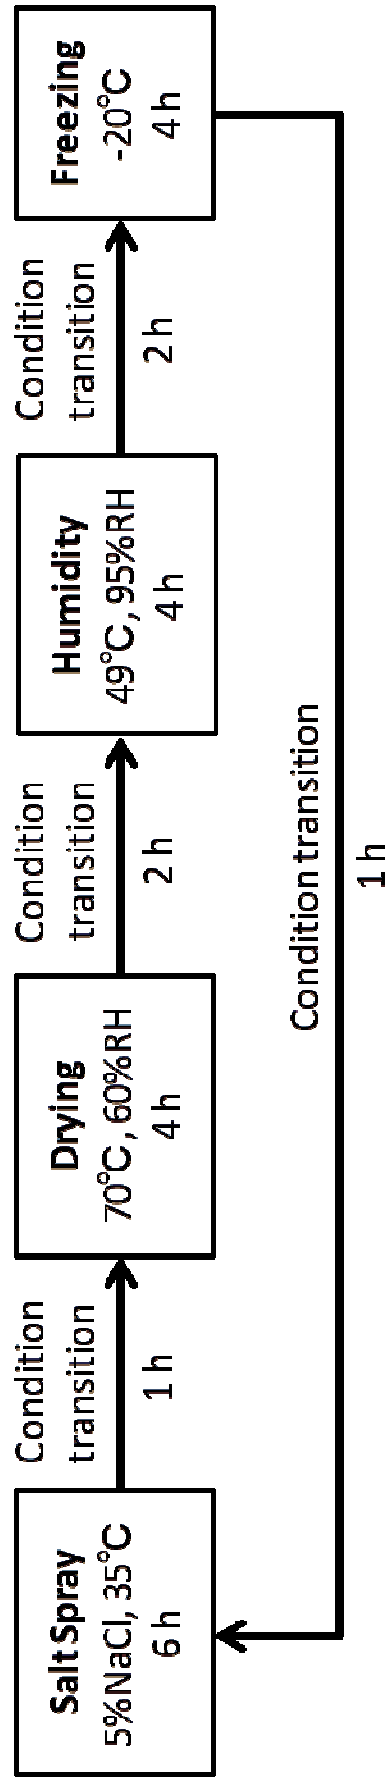 Salt Spray
5%NaCl, 35℃
6 h
Condition
transition
1 h
Drying
70℃, 60%RH
4 h
Condition
transition
2 h
Humidity
49℃, 95%RH
4 h
Condition
transition
2 h
Freezing
-20℃
4 h
Condition transition
1 h